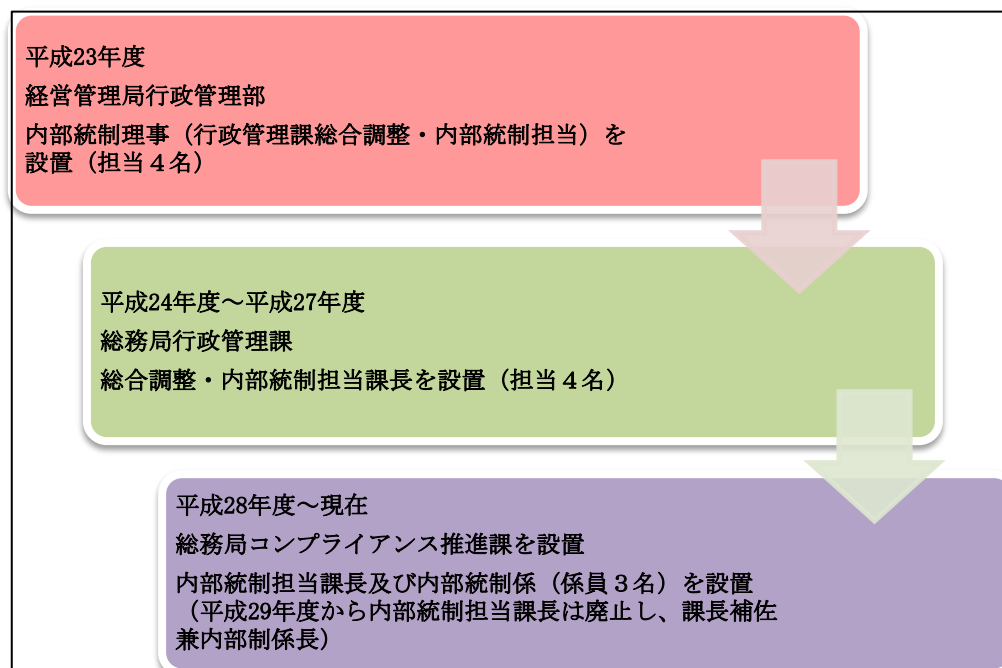 平成23年度
経営管理局行政管理部
内部統制理事（行政管理課総合調整・内部統制担当）を
設置（担当４名）
平成24年度～平成27年度
総務局行政管理課
総合調整・内部統制担当課長を設置（担当４名）
平成28年度～現在
総務局コンプライアンス推進課を設置
内部統制担当課長及び内部統制係（係員３名）を設置
（平成29年度から内部統制担当課長は廃止し、課長補佐
兼内部制係長）